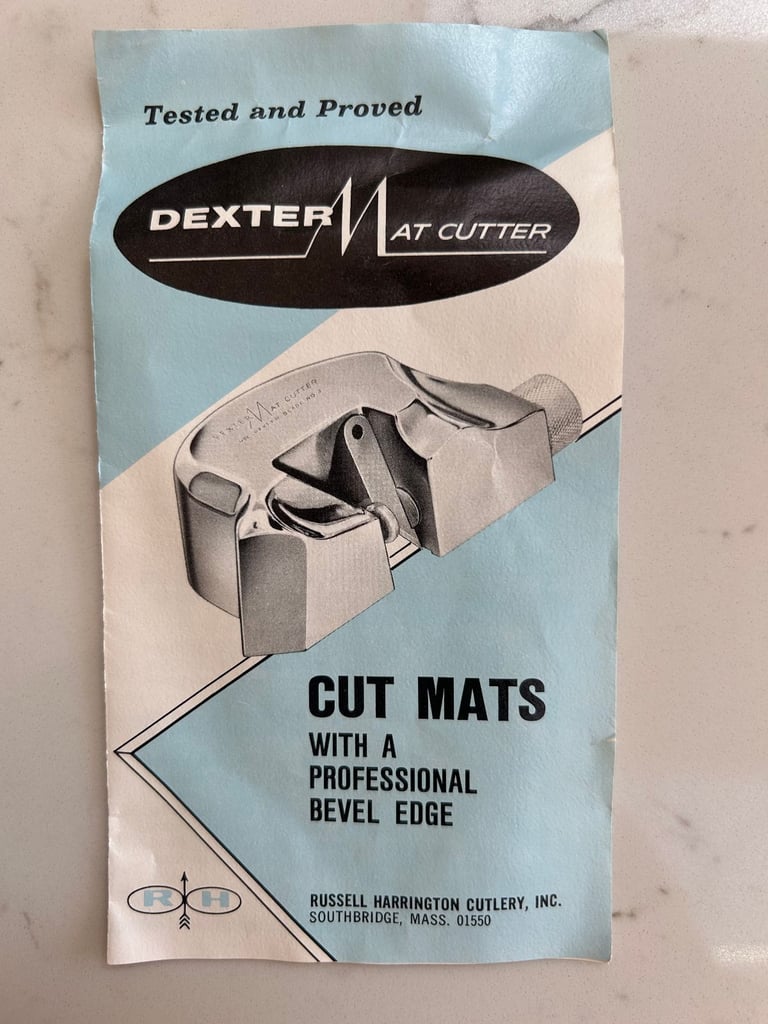 Tested and Proved
DEXTER MAT CUTTER
DEXTER MAT CUTTER
CUT MATS
WITH A
PROFESSIONAL
BEVEL EDGE
R H
RUSSELL HARRINGTON CUTLERY, INC.
SOUTHBRIDGE, MASS. 01550